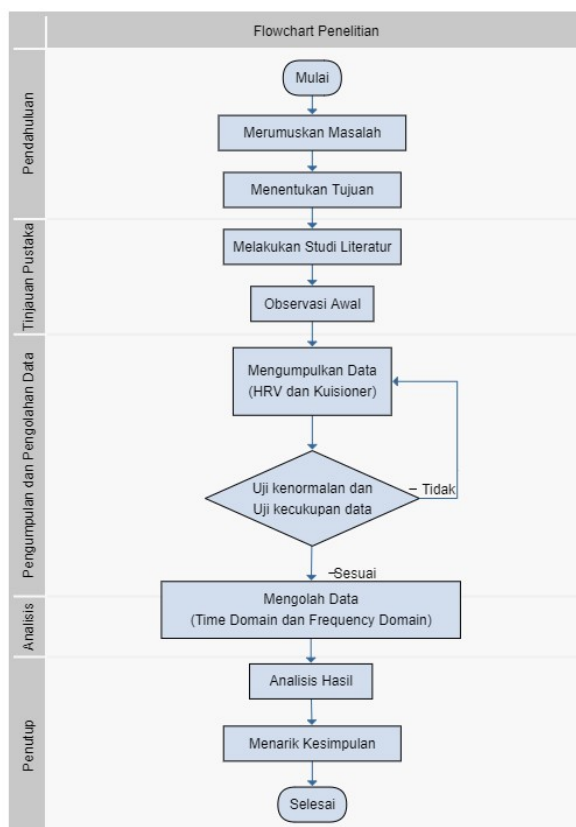 Flowchart Penelitian
Pendahuluan
Mulai
Merumuskan Masalah
Menentukan Tujuan
Tinjauan Pustaka
Melakukan Studi Literatur
Observasi Awal
Pengumpulan dan Pengolahan Data
Mengumpulkan Data
(HRV dan Kuisioner)
Uji kenormalan dan
Uji kecukupan data
Tidak
Sesuai
Analisis
Mengolah Data
(Time Domain dan Frequency Domain)
Penutup
Analisis Hasil
Menarik Kesimpulan
Selesai